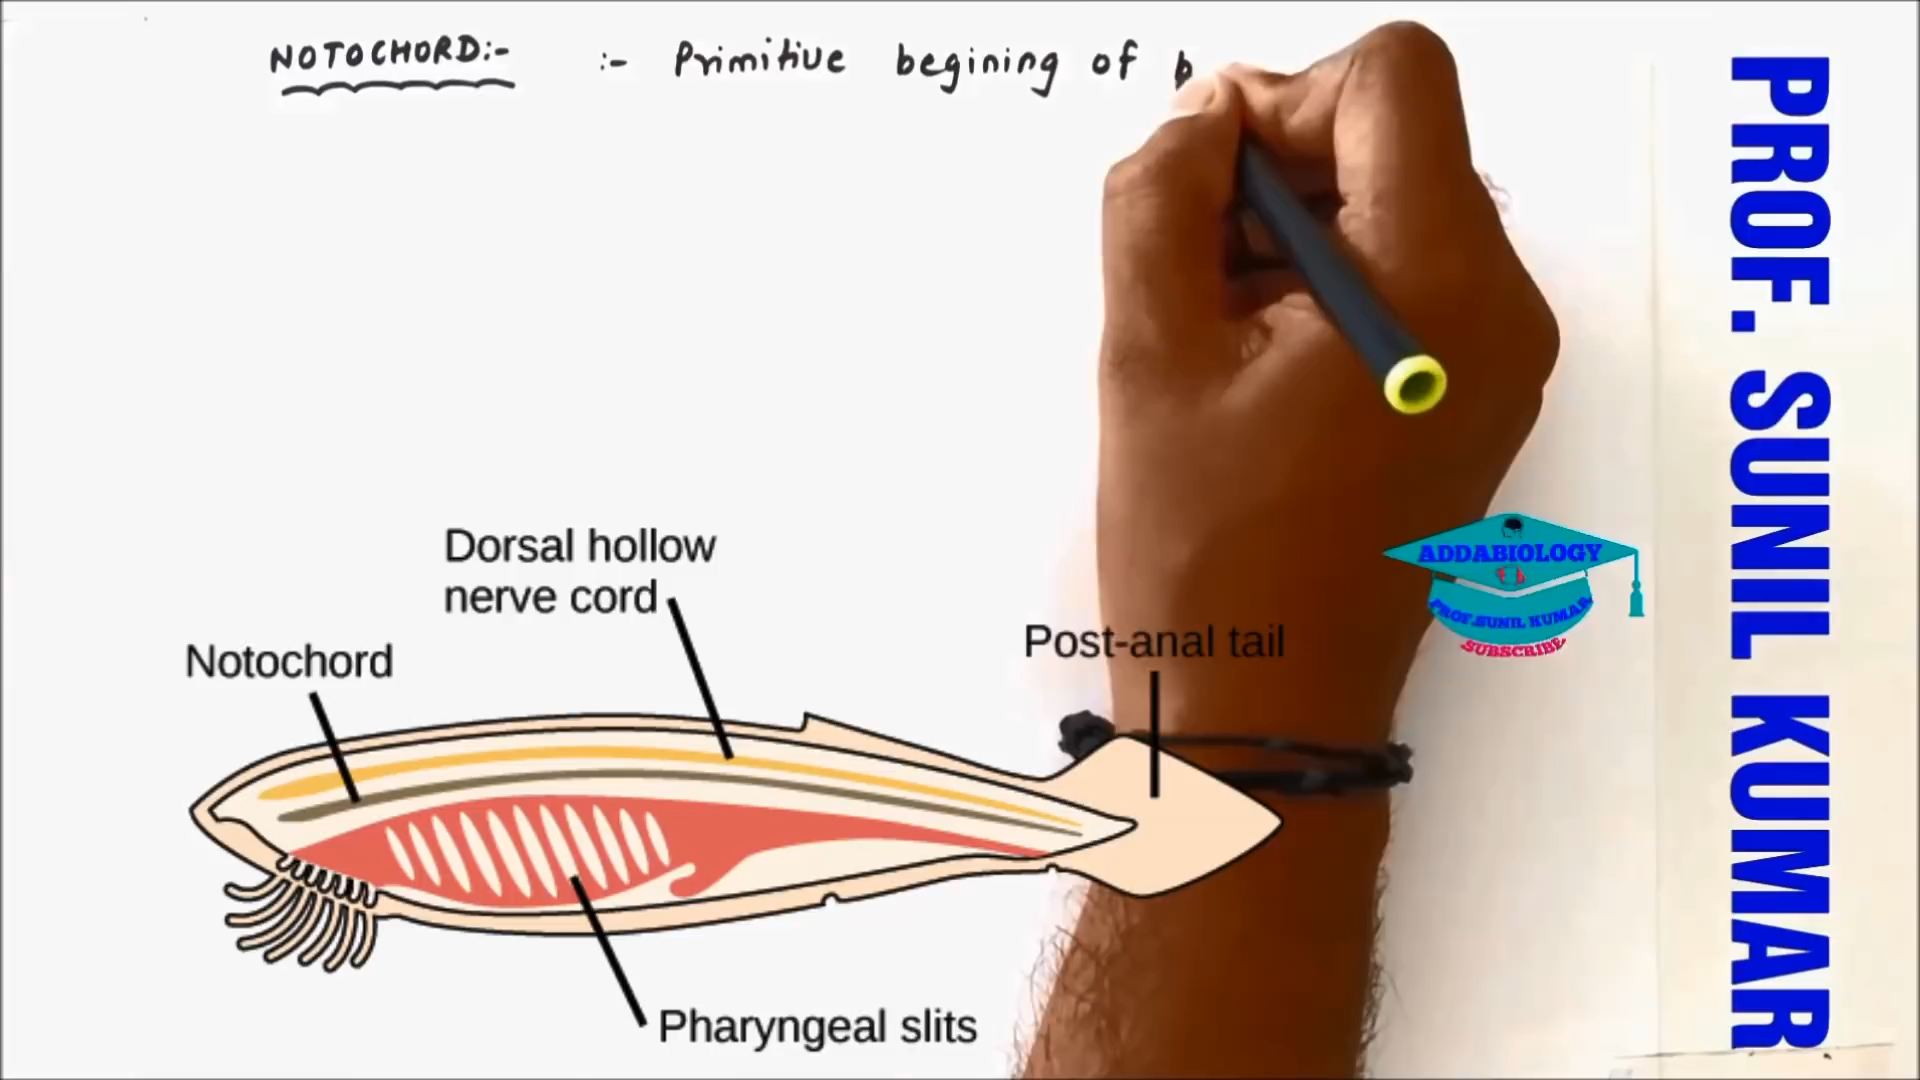 NOTOCHORD:- :- Primitive begining of b
Dorsal hollow
nerve cord
Notochord
Post-anal tail
Pharyngeal slits
ADDABIOLOGY
PROF.SUNIL KUMAR
SUBSCRIBE
PROF. SUNIL KUMAR